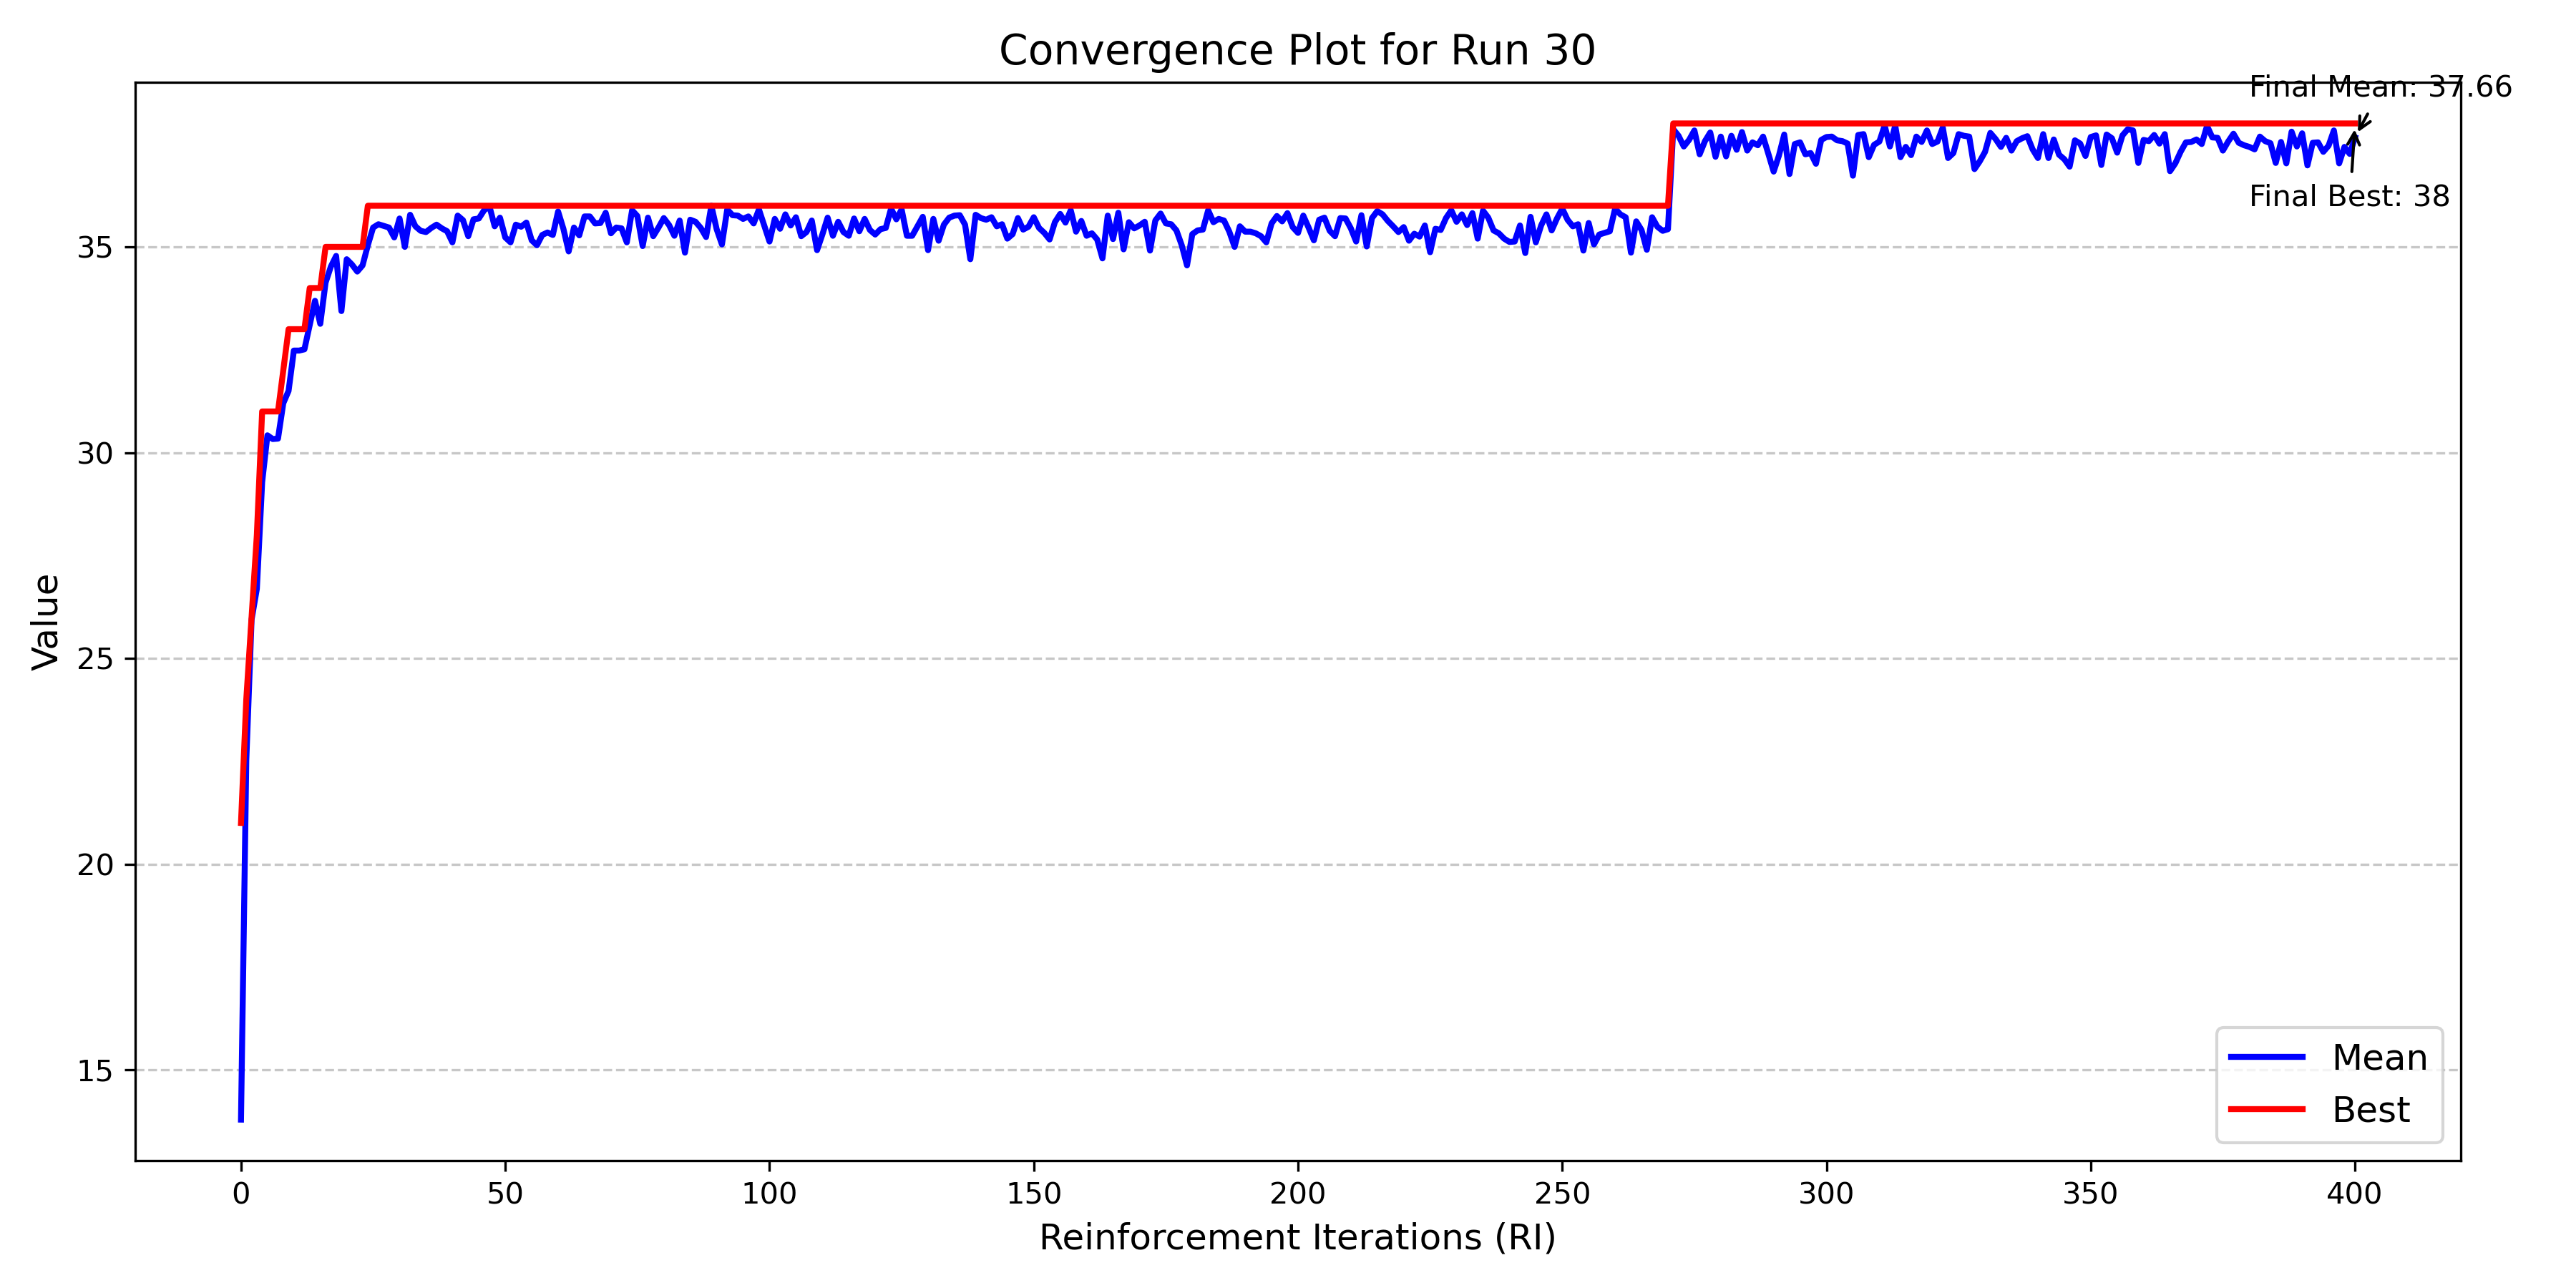 Convergence Plot for Run 30
Final Mean: 37.66
Final Best: 38
Value
35
30
25
20
15
Mean
Best
0 50 100 150 200 250 300 350 400
Reinforcement Iterations (RI)